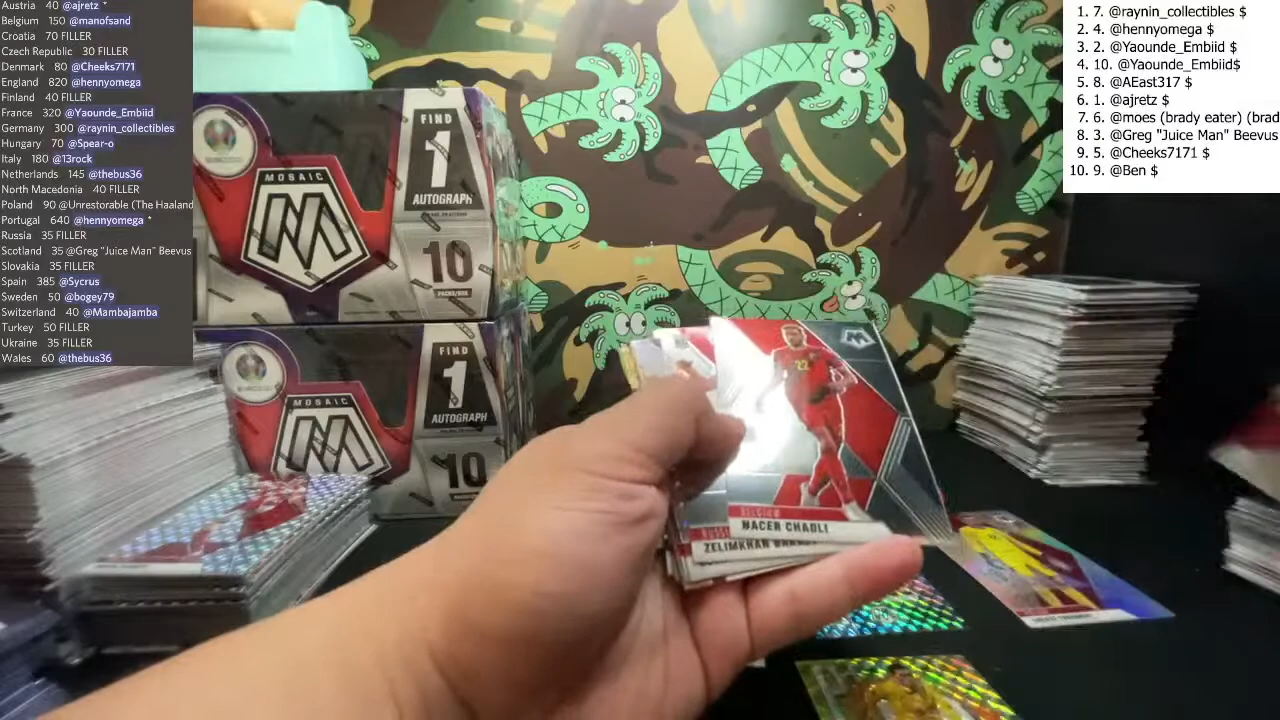 Austria 40 @ajretz *
Belgium 150 @manofsand
Croatia 70 FILLER
Czech Republic 30 FILLER
Denmark 80 @Cheeks7171
England 820 @hennyomega
Finland 40 FILLER
France 320 @Yaounde_Embiid
Germany 300 @raynin_collectibles
Hungary 70 @Spear-o
Italy 180 @13rock
Netherlands 145 @thebus36
North Macedonia 40 FILLER
Poland 90 @Unrestorable (The Haaland
Portugal 640 @hennyomega *
Russia 35 FILLER
Scotland 35 @Greg "Juice Man" Beevus
Slovakia 35 FILLER
Spain 385 @Sycrus
Sweden 50 @bogey79
Switzerland 40 @Mambajamba
Turkey 50 FILLER
Ukraine 35 FILLER
Wales 60 @thebus36
1. 7. @raynin_collectibles $
2. 4. @hennyomega $
3. 2. @Yaounde_Embiid $
4. 10. @Yaounde_Embiid$
5. 8. @AEast317 $
6. 1. @ajretz $
7. 6. @moes (brady eater) (brad
8. 3. @Greg "Juice Man" Beevus
9. 5. @Cheeks7171 $
10. 9. @Ben $
MOSAIC
M
FIND
1
AUTOGRAPH
10
PACKS/BOX
MOSAIC
M
FIND
1
AUTOGRAPH
10
M
22
BELGIUM
NACER CHADLI
ZELIMKHAN